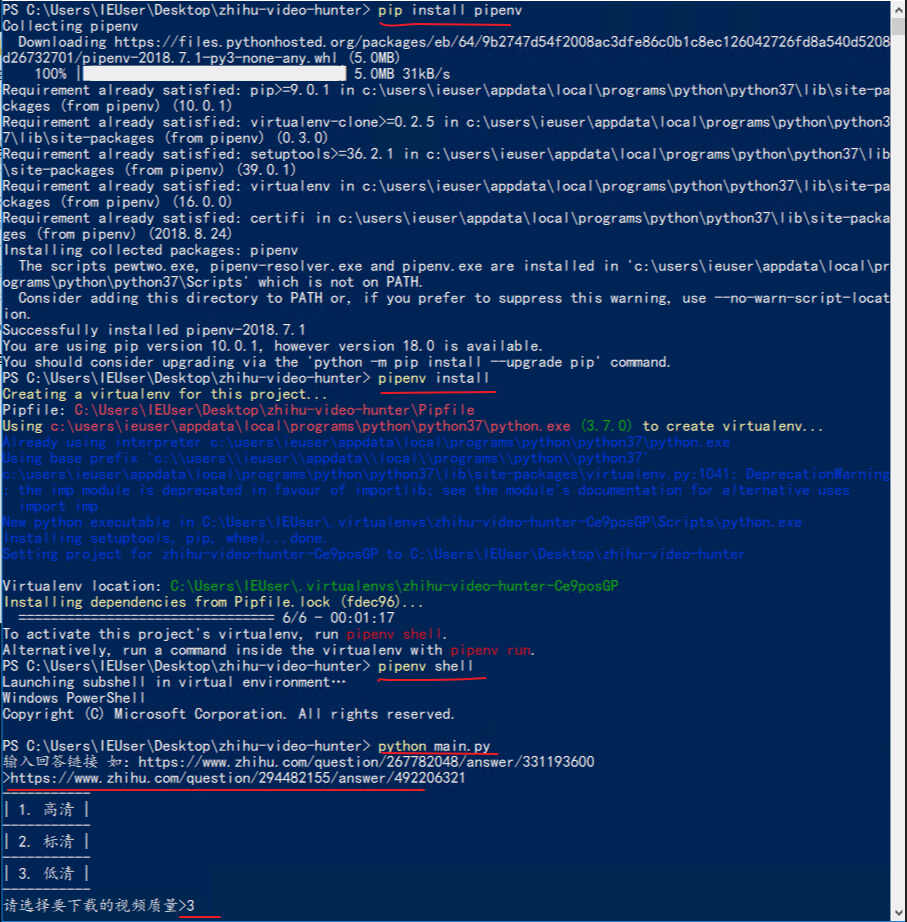 PS C:\Users\IEUser\Desktop\zhihu-video-hunter> pip install pipenv
Collecting pipenv
  Downloading https://files.pythonhosted.org/packages/eb/64/9b2747d54f2008ac3dfe86c0b1c8ec126042726fd8a540d5208
d26732701/pipenv-2018.7.1-py3-none-any.whl (5.0MB)
    100% | 5.0MB 31kB/s
Requirement already satisfied: pip>=9.0.1 in c:\users\ieuser\appdata\local\programs\python\python37\lib\site-pa
ckages (from pipenv) (10.0.1)
Requirement already satisfied: virtualenv-clone>=0.2.5 in c:\users\ieuser\appdata\local\programs\python\python3
7\lib\site-packages (from pipenv) (0.3.0)
Requirement already satisfied: setuptools>=36.2.1 in c:\users\ieuser\appdata\local\programs\python\python37\lib
\site-packages (from pipenv) (39.0.1)
Requirement already satisfied: virtualenv in c:\users\ieuser\appdata\local\programs\python\python37\lib\site-pa
ckages (from pipenv) (16.0.0)
Requirement already satisfied: certifi in c:\users\ieuser\appdata\local\programs\python\python37\lib\site-packa
ges (from pipenv) (2018.8.24)
Installing collected packages: pipenv
  The scripts pewtwo.exe, pipenv-resolver.exe and pipenv.exe are installed in 'c:\users\ieuser\appdata\local\pr
ograms\python\python37\Scripts' which is not on PATH.
  Consider adding this directory to PATH or, if you prefer to suppress this warning, use --no-warn-script-locat
ion.
Successfully installed pipenv-2018.7.1
You are using pip version 10.0.1, however version 18.0 is available.
You should consider upgrading via the 'python -m pip install --upgrade pip' command.
PS C:\Users\IEUser\Desktop\zhihu-video-hunter> pipenv install
Creating a virtualenv for this project...
Pipfile: C:\Users\IEUser\Desktop\zhihu-video-hunter\Pipfile
Using c:\users\ieuser\appdata\local\programs\python\python37\python.exe (3.7.0) to create virtualenv...
Already using interpreter c:\users\ieuser\appdata\local\programs\python\python37\python.exe
Using base prefix 'c:\\users\\ieuser\\appdata\\local\\programs\\python\\python37'
c:\users\ieuser\appdata\local\programs\python\python37\lib\site-packages\virtualenv.py:1041: DeprecationWarning
: the imp module is deprecated in favour of importlib; see the module's documentation for alternative uses
  import imp
New python executable in C:\Users\IEUser\.virtualenvs\zhihu-video-hunter-Ce9posGP\Scripts\python.exe
Installing setuptools, pip, wheel...done.
Setting project for zhihu-video-hunter-Ce9posGP to C:\Users\IEUser\Desktop\zhihu-video-hunter
Virtualenv location: C:\Users\IEUser\.virtualenvs\zhihu-video-hunter-Ce9posGP
Installing dependencies from Pipfile.lock (fdec96)...
  ================================ 6/6 - 00:01:17
To activate this project's virtualenv, run pipenv shell.
Alternatively, run a command inside the virtualenv with pipenv run.
PS C:\Users\IEUser\Desktop\zhihu-video-hunter> pipenv shell
Launching subshell in virtual environment…
Windows PowerShell
Copyright (C) Microsoft Corporation. All rights reserved.
PS C:\Users\IEUser\Desktop\zhihu-video-hunter> python main.py
输入回答链接 如: https://www.zhihu.com/question/267782048/answer/331193600
>https://www.zhihu.com/question/294482155/answer/492206321
-----------
| 1. 高清 |
-----------
| 2. 标清 |
-----------
| 3. 低清 |
-----------
请选择要下载的视频质量>3